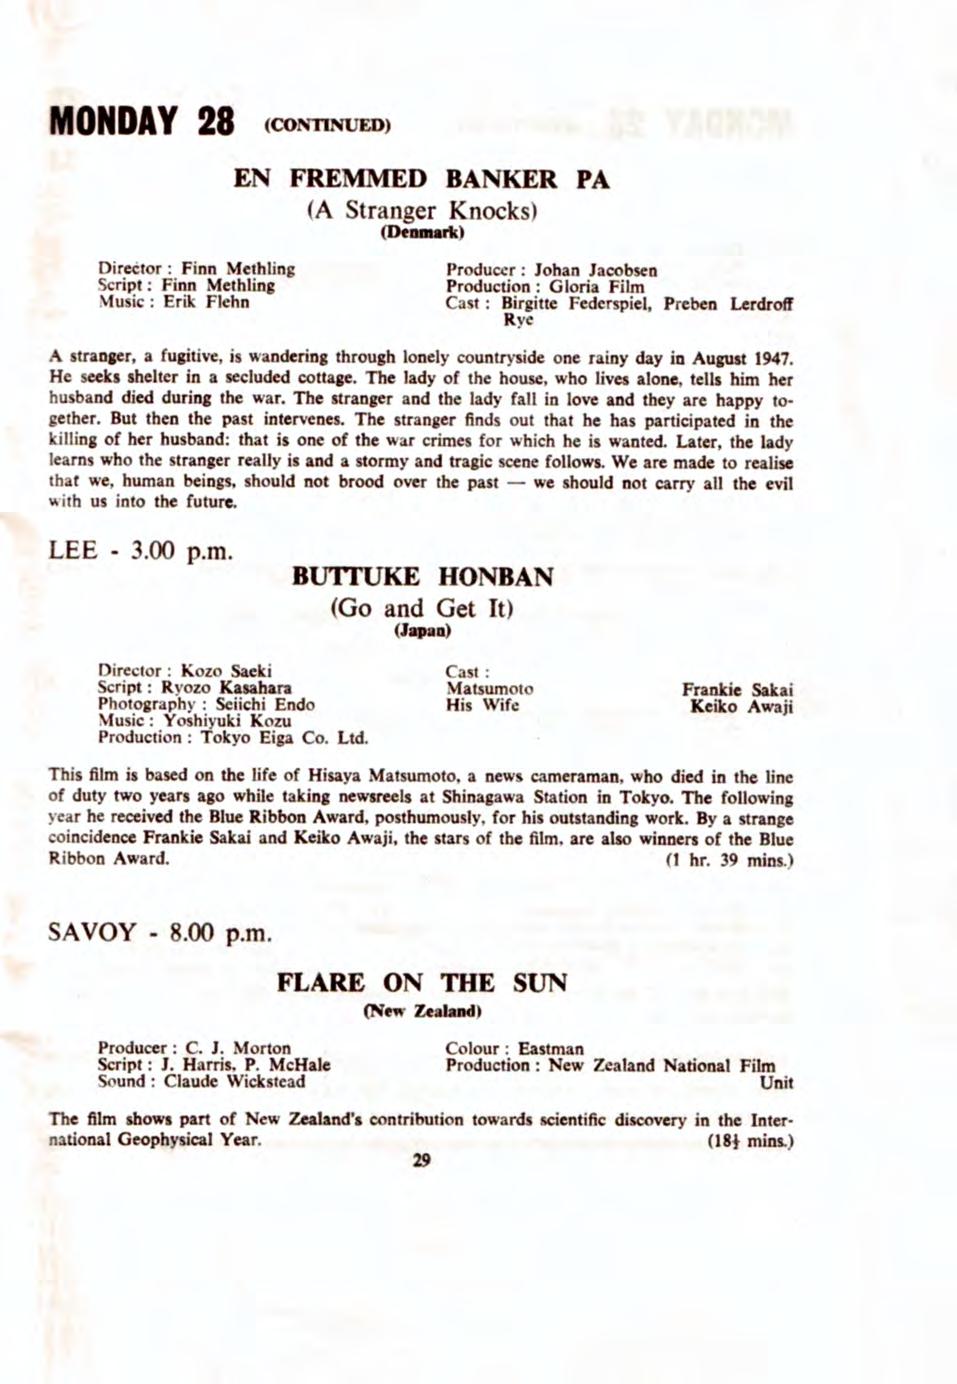 MONDAY 28 (CONTINUED)
EN FREMMED BANKER PA
(A Stranger Knocks)
(Denmark)
Director : Finn Methling
Script : Finn Methling
Music : Erik Flehn
Producer : Johan Jacobsen
Production : Gloria Film
Cast : Birgitte Federspiel, Preben Lerdroff
Rye
A stranger, a fugitive, is wandering through lonely countryside one rainy day in August 1947.
He seeks shelter in a secluded cottage. The lady of the house, who lives alone, tells him her
husband died during the war. The stranger and the lady fall in love and they are happy to-
gether. But then the past intervenes. The stranger finds out that he has participated in the
killing of her husband: that is one of the war crimes for which he is wanted. Later, the lady
learns who the stranger really is and a stormy and tragic scene follows. We are made to realise
that we, human beings, should not brood over the past — we should not carry all the evil
with us into the future.
LEE - 3.00 p.m.
BUTTUKE HONBAN
(Go and Get It)
(Japan)
Director : Kozo Saeki
Script : Ryozo Kasahara
Photography : Seiichi Endo
Music : Yoshiyuki Kozu
Production : Tokyo Eiga Co. Ltd.
Cast :
Matsumoto Frankie Sakai
His Wife Keiko Awaji
This film is based on the life of Hisaya Matsumoto, a news cameraman, who died in the line
of duty two years ago while taking newsreels at Shinagawa Station in Tokyo. The following
year he received the Blue Ribbon Award, posthumously, for his outstanding work. By a strange
coincidence Frankie Sakai and Keiko Awaji, the stars of the film, are also winners of the Blue
Ribbon Award. (1 hr. 39 mins.)
SAVOY - 8.00 p.m.
FLARE ON THE SUN
(New Zealand)
Producer : C. J. Morton
Script : J. Harris, P. McHale
Sound : Claude Wickstead
Colour : Eastman
Production : New Zealand National Film
Unit
The film shows part of New Zealand's contribution towards scientific discovery in the Inter-
national Geophysical Year. (18½ mins.)
29